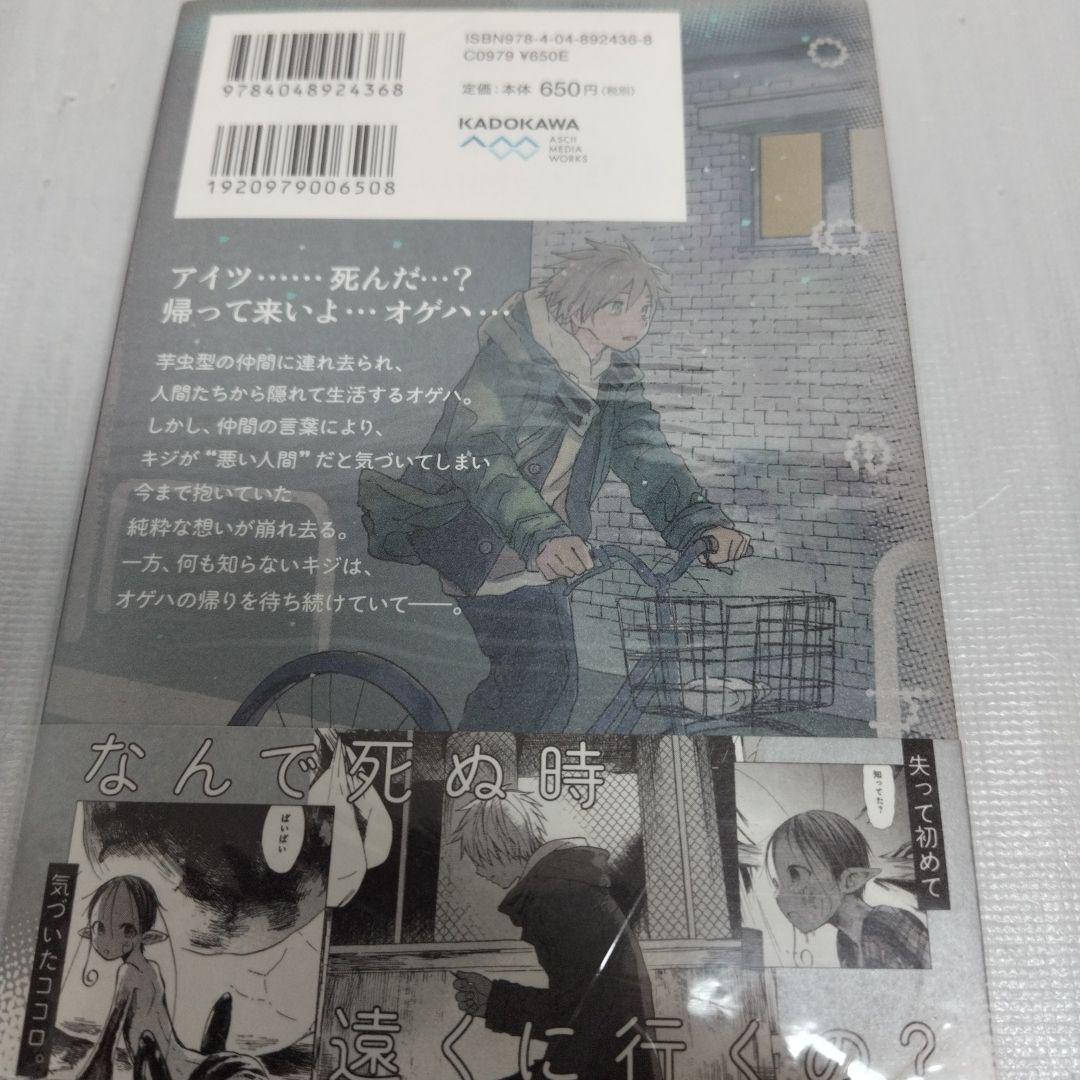 ISBN978-4-04-892436-8
C0979 ¥650E
9784048924368
定価:本体650円(税別)
KADOKAWA
ASCII
MEDIA
WORKS
1920979006508
アイツ……死んだ…?
帰って来いよ…オゲハ…
芋虫型の仲間に連れ去られ、
人間たちから隠れて生活するオゲハ。
しかし、仲間の言葉により、
キジが“悪い人間”だと気づいてしまい
今まで抱いていた
純粋な想いが崩れ去る。
一方、何も知らないキジは、
オゲハの帰りを待ち続けていて――。
なんで死ぬ時
失って初めて
知ってた?
ばいばい
気づいたココロ。
遠くに行くの?